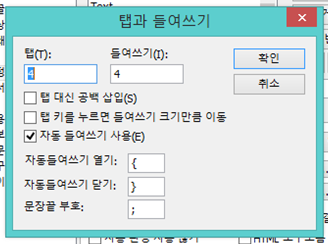 Text
탭과 들여쓰기
탭(T): 들여쓰기(I):
4 4 확인
취소
탭 대신 공백 삽입(S)
탭 키를 누르면 들여쓰기 크기만큼 이동
자동 들여쓰기 사용(E)
자동들여쓰기 열기: {
자동들여쓰기 닫기: }
문장끝 부호: ;